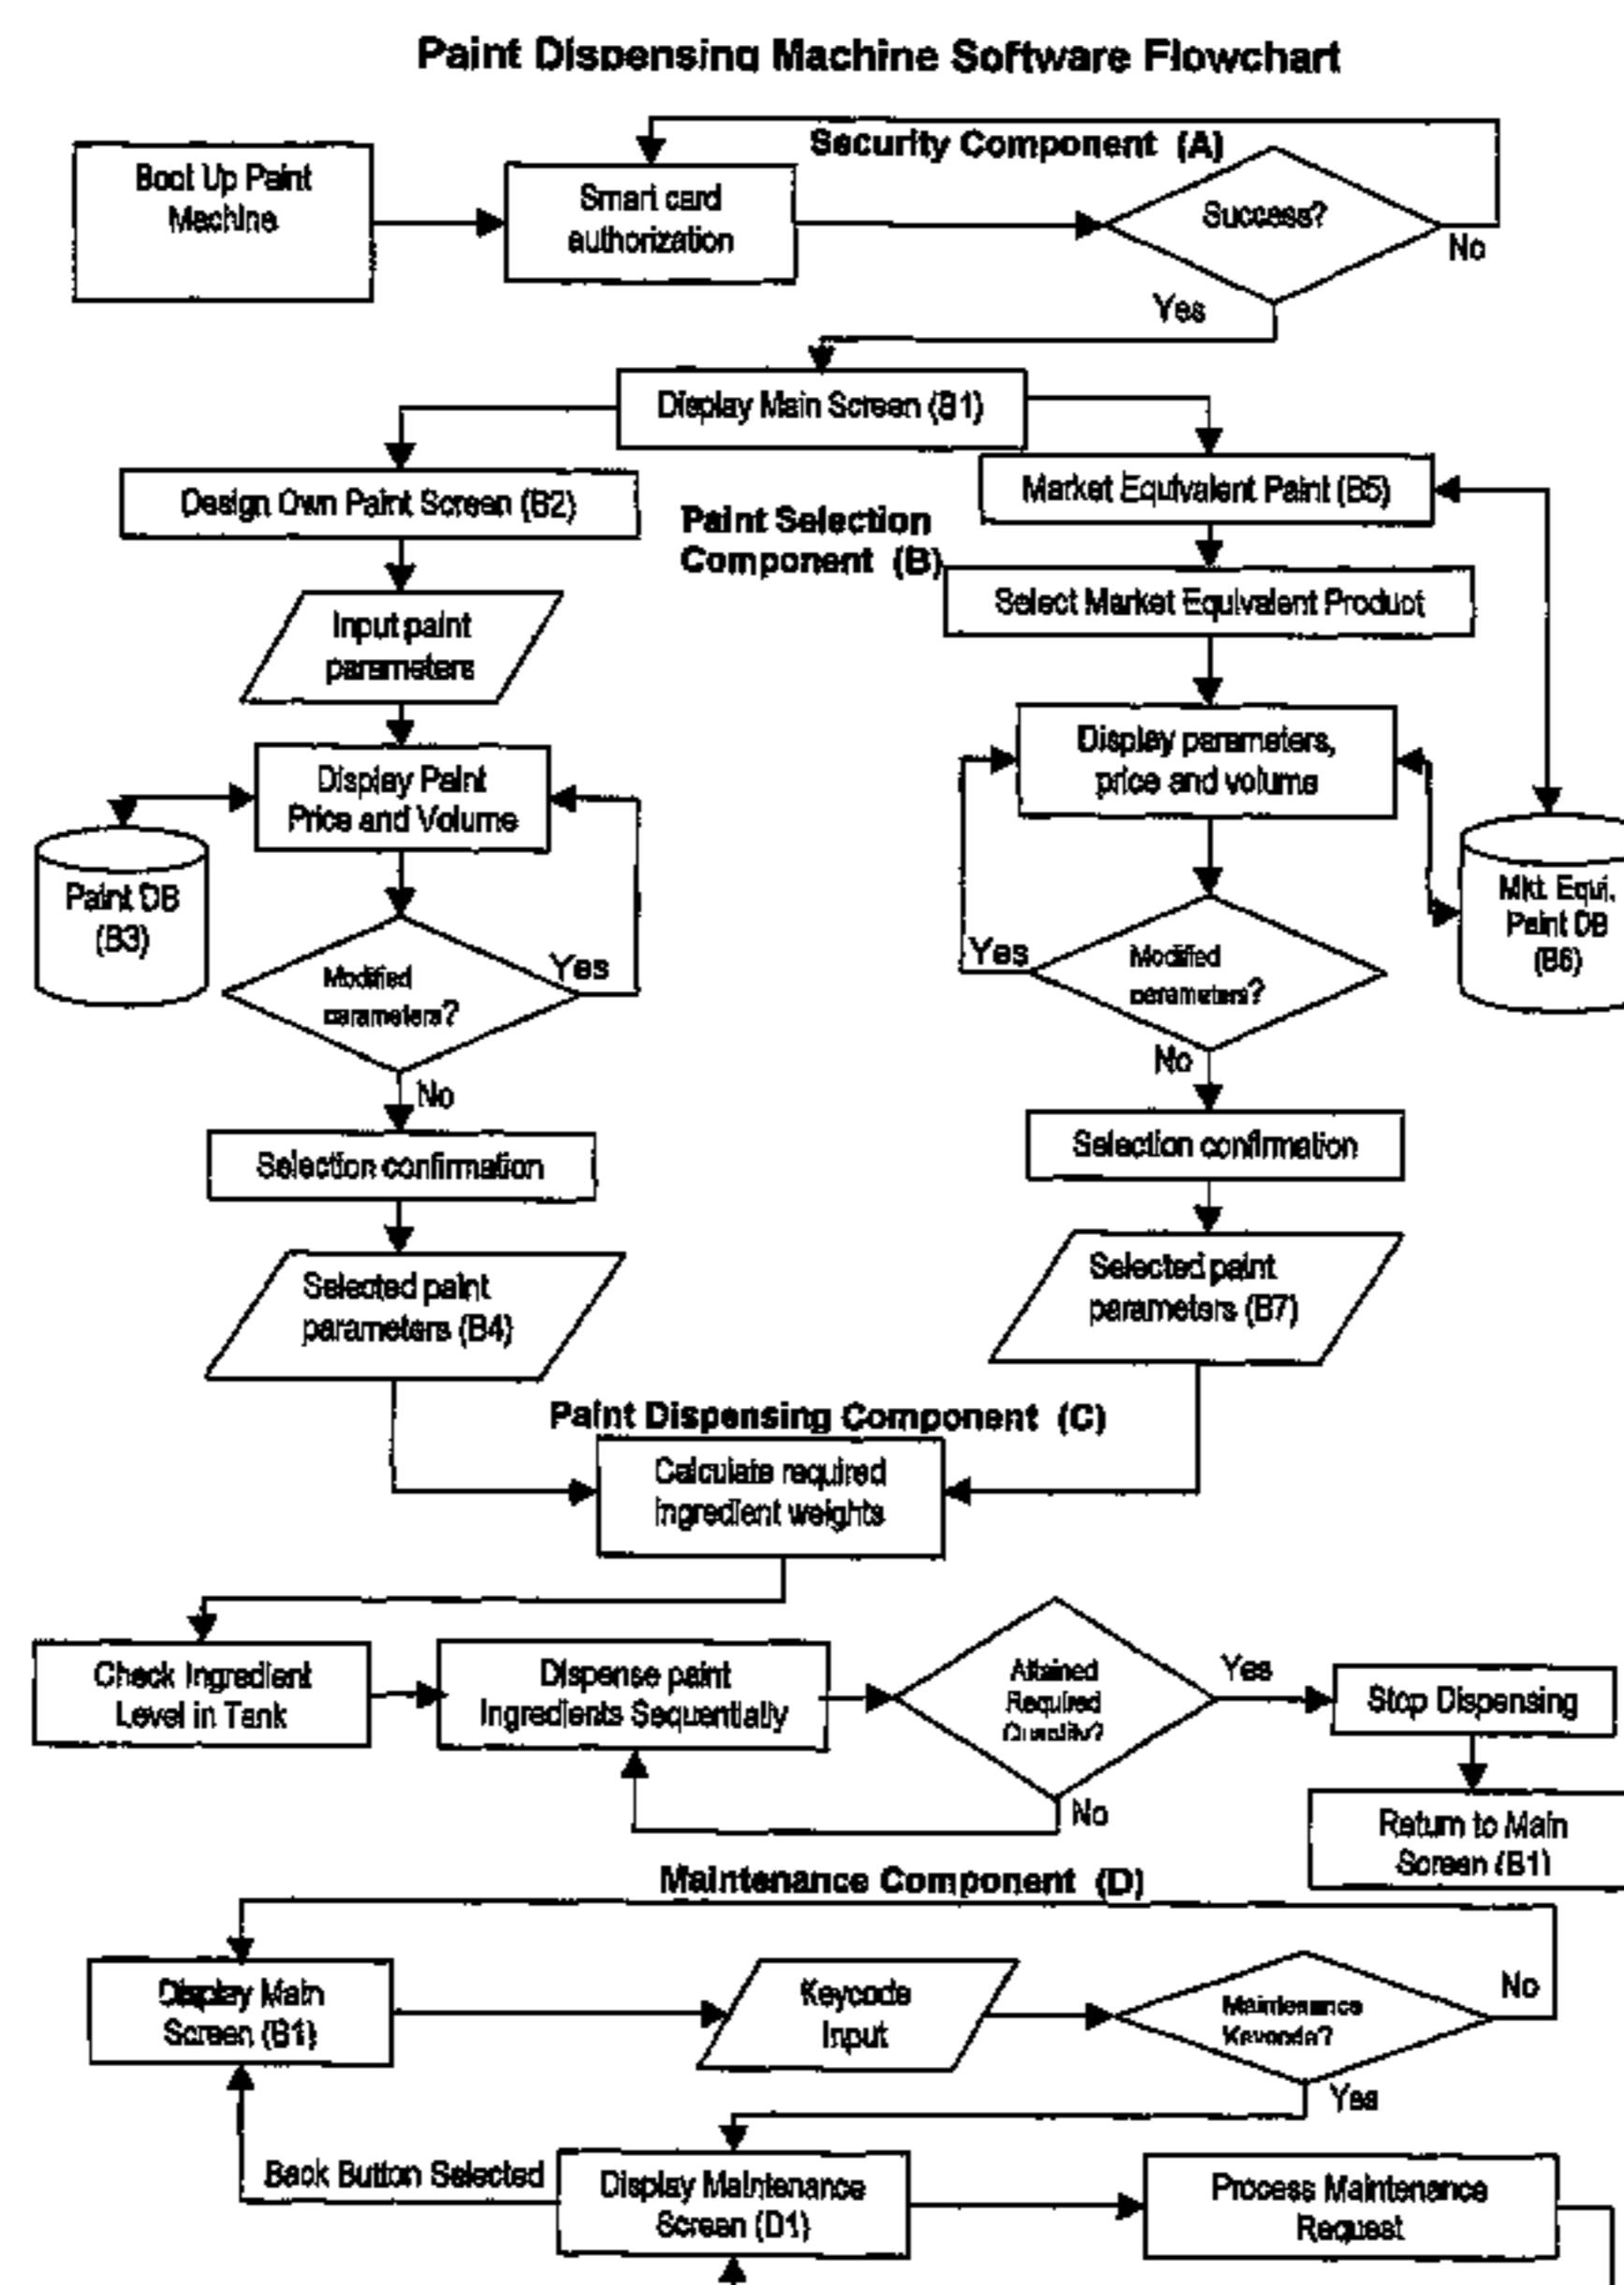 Paint Dispensing Machine Software Flowchart
Security Component (A)
Boot Up Paint
Machine
Smart card
authorization
Success?
No
Yes
Display Main Screen (B1)
Design Own Paint Screen (B2)
Market Equivalent Paint (B5)
Paint Selection
Component (B)
Select Market Equivalent Product
Input paint
parameters
Display parameters,
price and volume
Display Paint
Price and Volume
Paint DB
(B3)
Mkt. Equi.
Paint DB
(B6)
Modified
parameters?
Yes
Yes
Modified
parameters?
No
No
Selection confirmation
Selection confirmation
Selected paint
parameters (B4)
Selected paint
parameters (B7)
Paint Dispensing Component (C)
Calculate required
ingredient weights
Check Ingredient
Level in Tank
Dispense paint
Ingredients Sequentially
Attained
Required
Quantity?
Yes
No
Stop Dispensing
Return to Main
Screen (B1)
Maintenance Component (D)
Display Main
Screen (B1)
Keycode
Input
Maintenance
Keycode?
No
Yes
Back Button Selected
Display Maintenance
Screen (D1)
Process Maintenance
Request